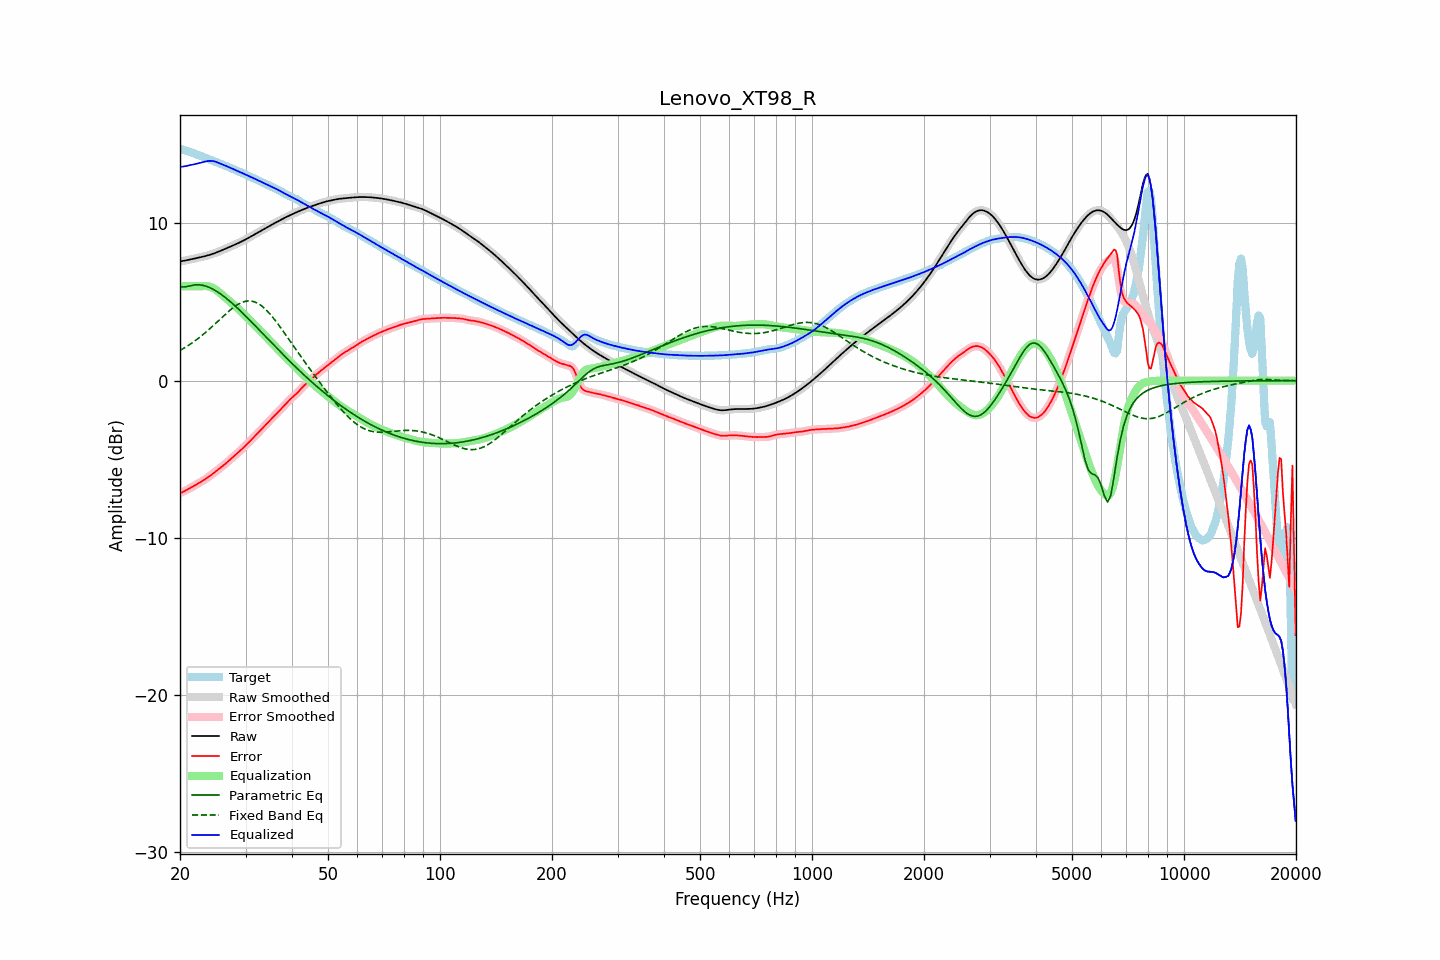 Lenovo_XT98_R
Amplitude (dBr)
10
0
−10
−20
−30
Target
Raw Smoothed
Error Smoothed
Raw
Error
Equalization
Parametric Eq
Fixed Band Eq
Equalized
20 50 100 200 500 1000 2000 5000 10000 20000
Frequency (Hz)